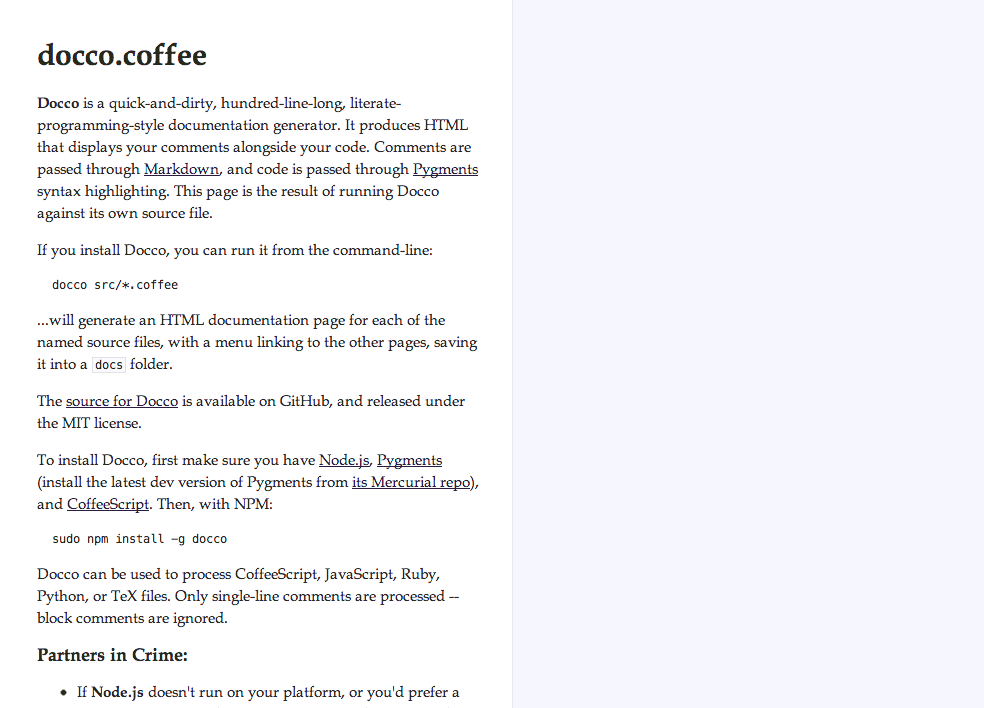 docco.coffee
Docco is a quick-and-dirty, hundred-line-long, literate-
programming-style documentation generator. It produces HTML
that displays your comments alongside your code. Comments are
passed through Markdown, and code is passed through Pygments
syntax highlighting. This page is the result of running Docco
against its own source file.
If you install Docco, you can run it from the command-line:
docco src/*.coffee
...will generate an HTML documentation page for each of the
named source files, with a menu linking to the other pages, saving
it into a docs folder.
The source for Docco is available on GitHub, and released under
the MIT license.
To install Docco, first make sure you have Node.js, Pygments
(install the latest dev version of Pygments from its Mercurial repo),
and CoffeeScript. Then, with NPM:
sudo npm install -g docco
Docco can be used to process CoffeeScript, JavaScript, Ruby,
Python, or TeX files. Only single-line comments are processed --
block comments are ignored.
Partners in Crime:
• If Node.js doesn't run on your platform, or you'd prefer a